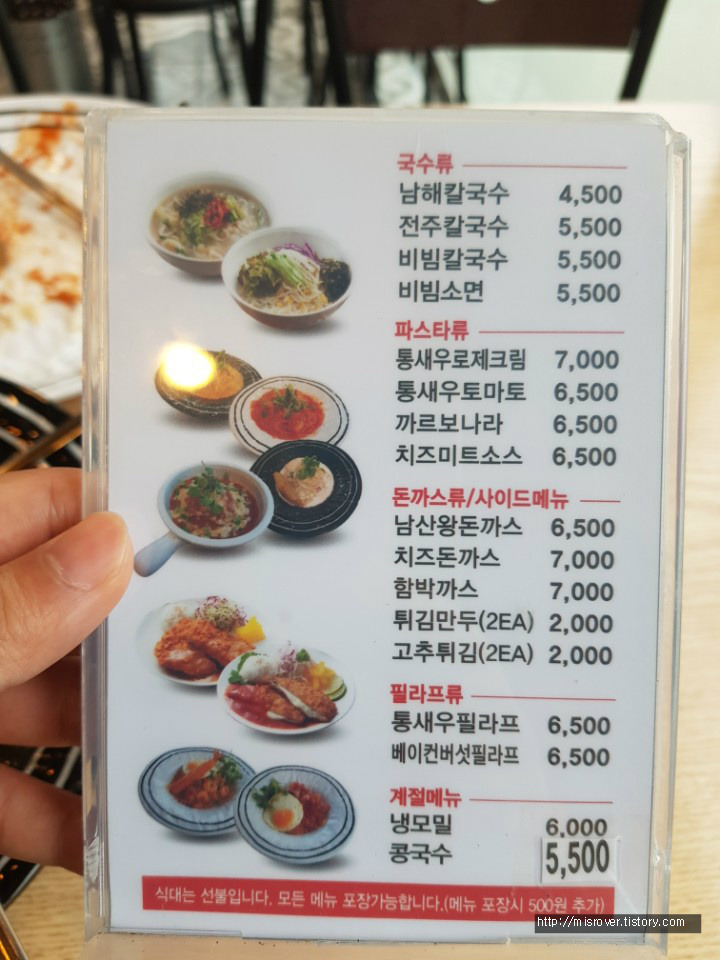 국수류
남해칼국수 4,500
전주칼국수 5,500
비빔칼국수 5,500
비빔소면 5,500
파스타류
통새우로제크림 7,000
통새우토마토 6,500
까르보나라 6,500
치즈미트소스 6,500
돈까스류/사이드메뉴
남산왕돈까스 6,500
치즈돈까스 7,000
함박까스 7,000
튀김만두(2EA) 2,000
고추튀김(2EA) 2,000
필라프류
통새우필라프 6,500
베이컨버섯필라프 6,500
계절메뉴
냉모밀 6,000
콩국수 5,500
식대는 선불입니다. 모든 메뉴 포장가능합니다.(메뉴 포장시 500원 추가)
http://misrover.tistory.com